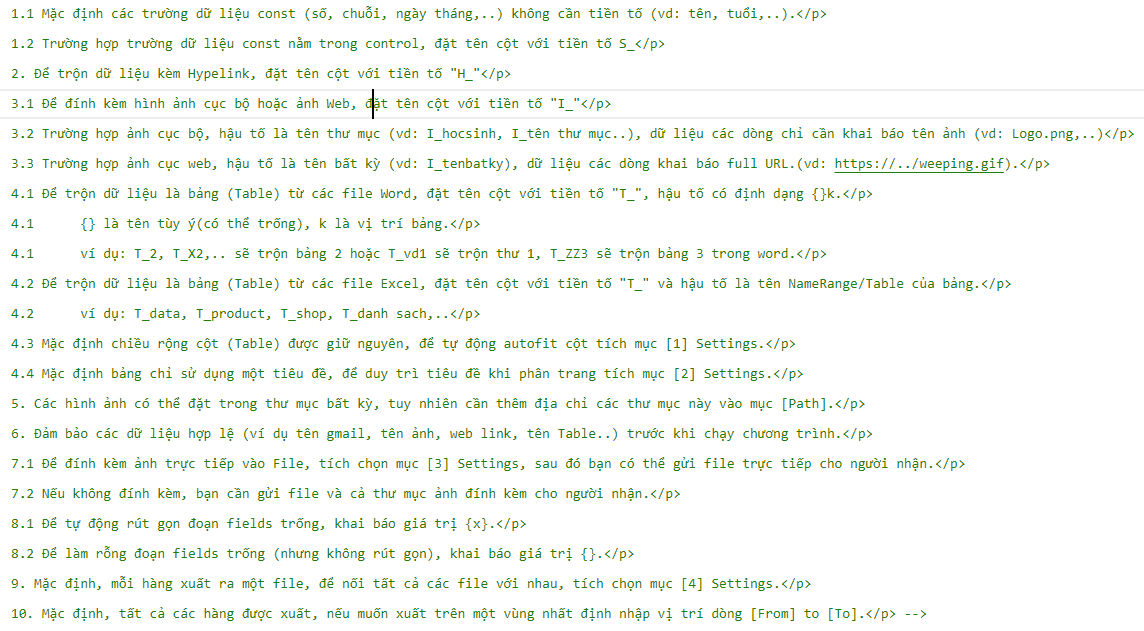 1.1 Mặc định các trường dữ liệu const (số, chuỗi, ngày tháng,..) không cần tiền tố (vd: tên, tuổi,..).</p>
1.2 Trường hợp trường dữ liệu const nằm trong control, đặt tên cột với tiền tố S_</p>
2. Để trộn dữ liệu kèm Hypelink, đặt tên cột với tiền tố "H_"</p>
3.1 Để đính kèm hình ảnh cục bộ hoặc ảnh Web, đặt tên cột với tiền tố "I_"</p>
3.2 Trường hợp ảnh cục bộ, hậu tố là tên thư mục (vd: I_hocsinh, I_tên thư mục..), dữ liệu các dòng chỉ cần khai báo tên ảnh (vd: Logo.png,..)</p>
3.3 Trường hợp ảnh cục web, hậu tố là tên bất kỳ (vd: I_tenbatky), dữ liệu các dòng khai báo full URL.(vd: https://../weeping.gif).</p>
4.1 Để trộn dữ liệu là bảng (Table) từ các file Word, đặt tên cột với tiền tố "T_", hậu tố có định dạng {}k.</p>
4.1      {} là tên tùy ý(có thể trống), k là vị trí bảng.</p>
4.1      ví dụ: T_2, T_X2,.. sẽ trộn bảng 2 hoặc T_vd1 sẽ trộn thư 1, T_ZZ3 sẽ trộn bảng 3 trong word.</p>
4.2 Để trộn dữ liệu là bảng (Table) từ các file Excel, đặt tên cột với tiền tố "T_" và hậu tố là tên NameRange/Table của bảng.</p>
4.2      ví dụ: T_data, T_product, T_shop, T_danh sach,..</p>
4.3 Mặc định chiều rộng cột (Table) được giữ nguyên, để tự động autofit cột tích mục [1] Settings.</p>
4.4 Mặc định bảng chỉ sử dụng một tiêu đề, để duy trì tiêu đề khi phân trang tích mục [2] Settings.</p>
5. Các hình ảnh có thể đặt trong thư mục bất kỳ, tuy nhiên cần thêm địa chỉ các thư mục này vào mục [Path].</p>
6. Đảm bảo các dữ liệu hợp lệ (ví dụ tên gmail, tên ảnh, web link, tên Table..) trước khi chạy chương trình.</p>
7.1 Để đính kèm ảnh trực tiếp vào File, tích chọn mục [3] Settings, sau đó bạn có thể gửi file trực tiếp cho người nhận.</p>
7.2 Nếu không đính kèm, bạn cần gửi file và cả thư mục ảnh đính kèm cho người nhận.</p>
8.1 Để tự động rút gọn đoạn fields trống, khai báo giá trị {x}.</p>
8.2 Để làm rỗng đoạn fields trống (nhưng không rút gọn), khai báo giá trị {}.</p>
9. Mặc định, mỗi hàng xuất ra một file, để nối tất cả các file với nhau, tích chọn mục [4] Settings.</p>
10. Mặc định, tất cả các hàng được xuất, nếu muốn xuất trên một vùng nhất định nhập vị trí dòng [From] to [To].</p> -->